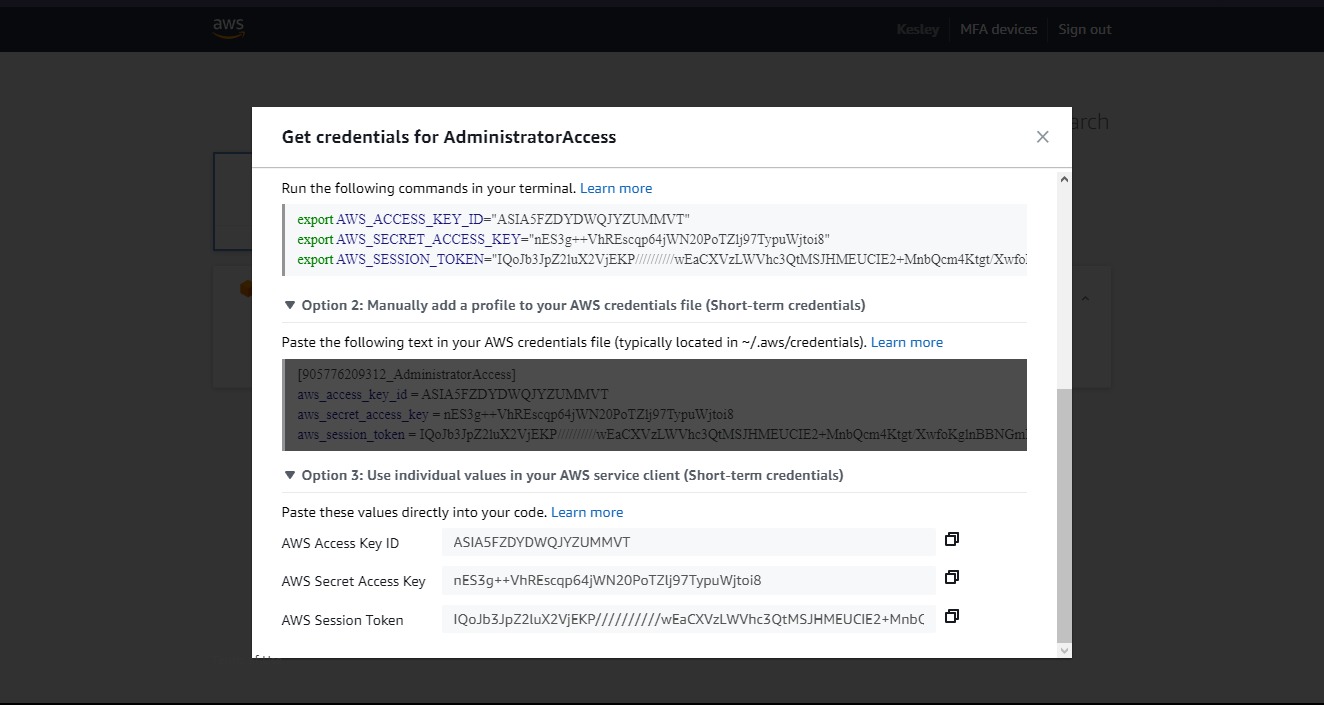 aws
Kesley
MFA devices
Sign out
arch
Get credentials for AdministratorAccess
Run the following commands in your terminal. Learn more
export AWS_ACCESS_KEY_ID="ASIA5FZDYDWQJYZUMMVT"
export AWS_SECRET_ACCESS_KEY="nES3g++VhREscqp64jWN20PoTZlj97TypuWjtoi8"
export AWS_SESSION_TOKEN="IQoJb3JpZ2luX2VjEKP//////////wEaCXVzLWVhc3QtMSJHMEUCIE2+MnbQcm4Ktgt/Xwfo
▼ Option 2: Manually add a profile to your AWS credentials file (Short-term credentials)
Paste the following text in your AWS credentials file (typically located in ~/.aws/credentials). Learn more
[905776209312_AdministratorAccess]
aws_access_key_id = ASIA5FZDYDWQJYZUMMVT
aws_secret_access_key = nES3g++VhREscqp64jWN20PoTZlj97TypuWjtoi8
aws_session_token = IQoJb3JpZ2luX2VjEKP//////////wEaCXVzLWVhc3QtMSJHMEUCIE2+MnbQcm4Ktgt/XwfoKglnBBNGm
▼ Option 3: Use individual values in your AWS service client (Short-term credentials)
Paste these values directly into your code. Learn more
AWS Access Key ID
ASIA5FZDYDWQJYZUMMVT
AWS Secret Access Key
nES3g++VhREscqp64jWN20PoTZlj97TypuWjtoi8
AWS Session Token
IQoJb3JpZ2luX2VjEKP//////////wEaCXVzLWVhc3QtMSJHMEUCIE2+MnbQ